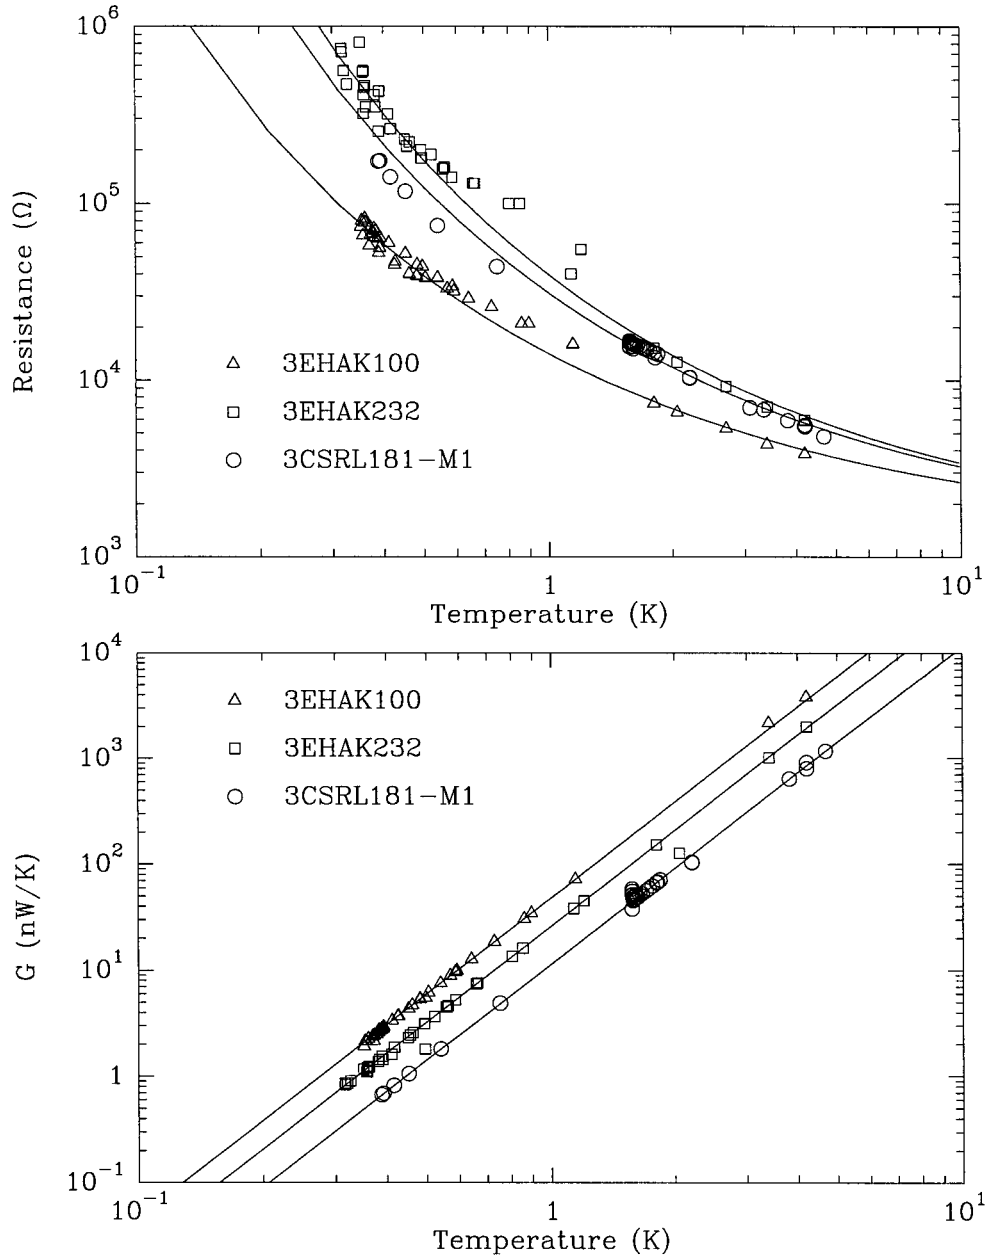 10^6
10^5
10^4
10^3
Resistance (Ω)
3EHAK100
3EHAK232
3CSRL181-M1
10^-1
1
10^1
Temperature (K)
10^4
10^3
10^2
10^1
1
10^-1
G (nW/K)
3EHAK100
3EHAK232
3CSRL181-M1
10^-1
1
10^1
Temperature (K)